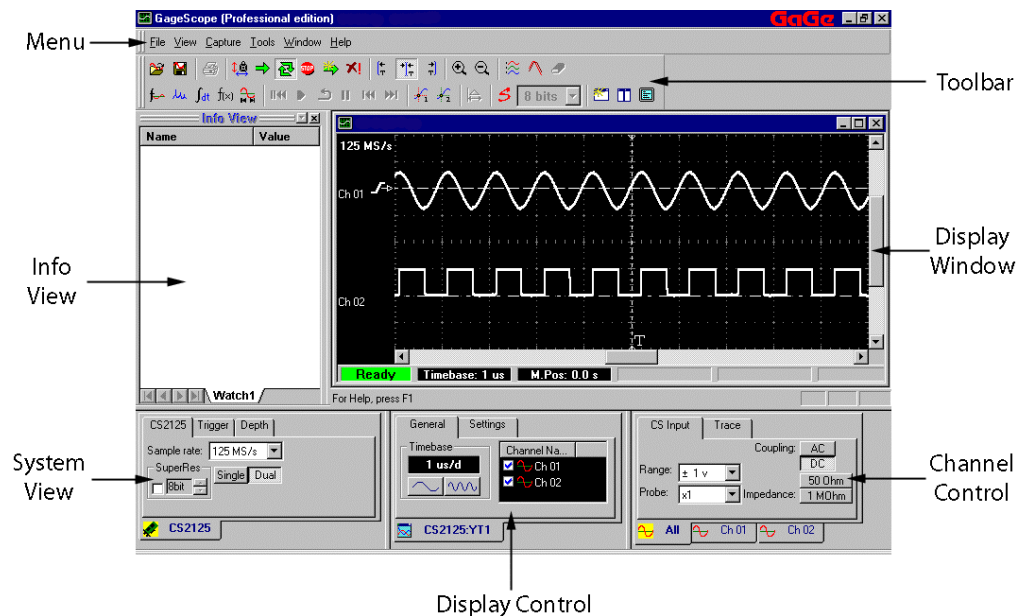 GageScope (Professional edition)
GaGe
Menu
File View Capture Tools Window Help
STOP
Toolbar
f(x)
8 bits
Info View
Name Value
125 MS/s
Ch 01
Display
Window
Info
View
Ch 02
T
Ready Timebase: 1 us M.Pos: 0.0 s
Watch1
For Help, press F1
CS2125 Trigger Depth
Sample rate: 125 MS/s
SuperRes
8bit
Single Dual
CS2125
System
View
General Settings
Timebase
1 us/d
Channel Na...
Ch 01
Ch 02
CS2125:YT1
CS Input Trace
Coupling: AC
DC
Range: ± 1 v
50 Ohm
Probe: x1
Impedance: 1 MOhm
All Ch 01 Ch 02
Channel
Control
Display Control